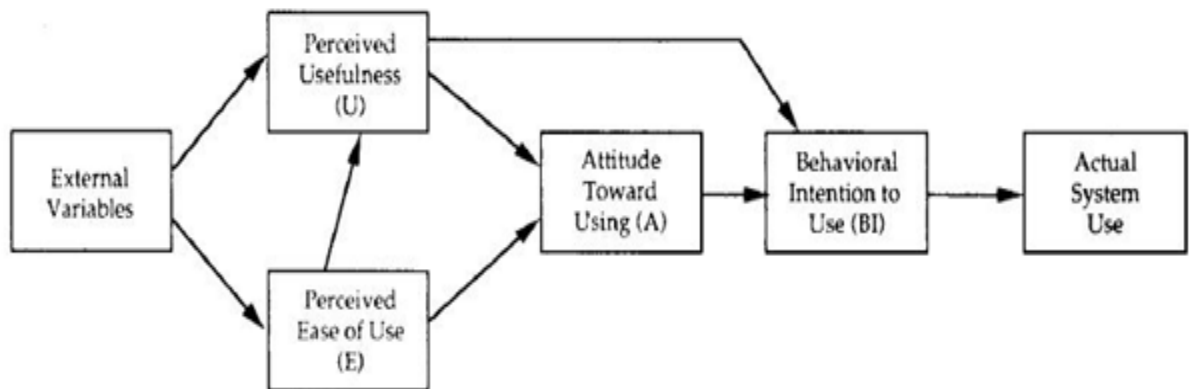 External
Variables
Perceived
Usefulness
(U)
Perceived
Ease of Use
(E)
Attitude
Toward
Using (A)
Behavioral
Intention to
Use (BI)
Actual
System
Use